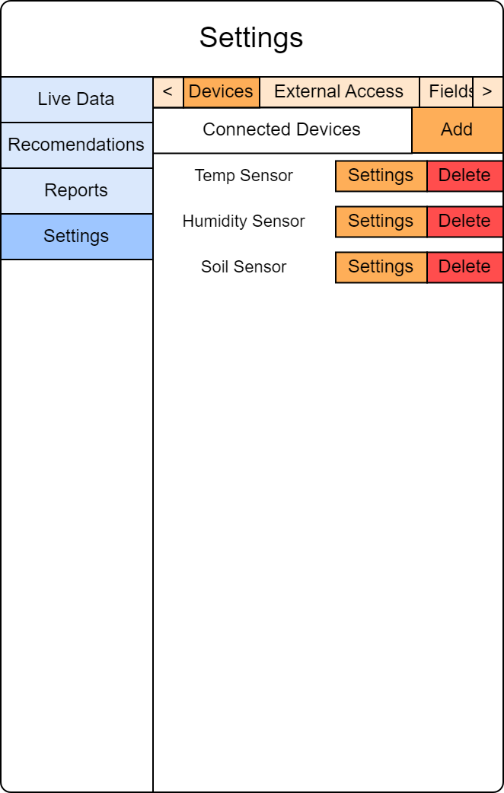 Settings
Live Data
Recomendations
Reports
Settings
< Devices External Access Fields >
Connected Devices Add
Temp Sensor Settings Delete
Humidity Sensor Settings Delete
Soil Sensor Settings Delete